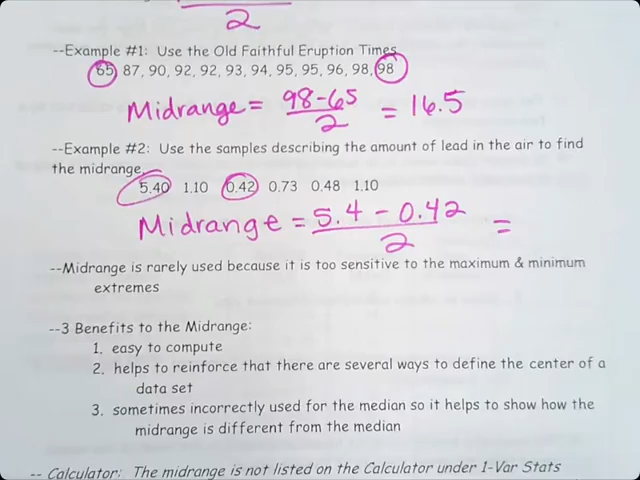 2
--Example #1: Use the Old Faithful Eruption Times
65 87, 90, 92, 92, 93, 94, 95, 95, 96, 98, 98
Midrange = 98-65 / 2 = 16.5
--Example #2: Use the samples describing the amount of lead in the air to find
the midrange.
5.40 1.10 0.42 0.73 0.48 1.10
Midrange = 5.4 - 0.42 / 2 =
--Midrange is rarely used because it is too sensitive to the maximum & minimum
extremes
--3 Benefits to the Midrange:
1. easy to compute
2. helps to reinforce that there are several ways to define the center of a
data set
3. sometimes incorrectly used for the median so it helps to show how the
midrange is different from the median
-- Calculator: The midrange is not listed on the Calculator under 1-Var Stats